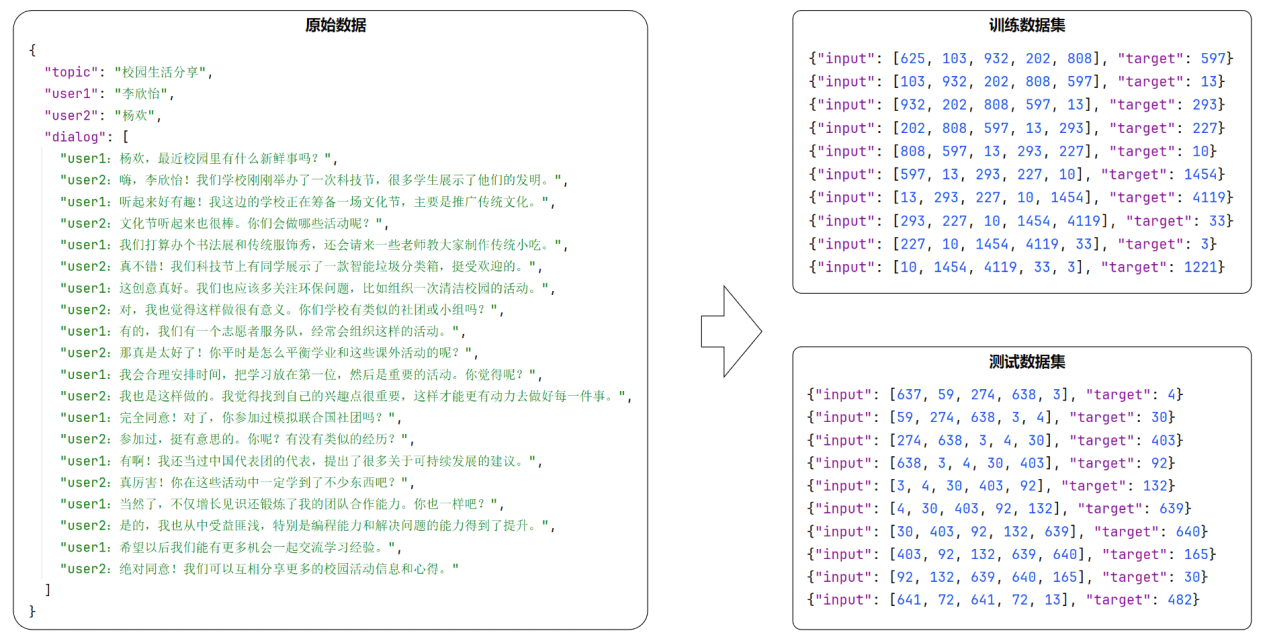 原始数据
{
"topic": "校园生活分享",
"user1": "李欣怡",
"user2": "杨欢",
"dialog": [
"user1: 杨欢，最近校园里有什么新鲜事吗？",
"user2: 嗨，李欣怡！我们学校刚刚举办了一次科技节，很多学生展示了他们的发明。",
"user1: 听起来好有趣！我这边的学校正在筹备一场文化节，主要是推广传统文化。",
"user2: 文化节听起来也很棒。你们会做哪些活动呢？",
"user1: 我们打算办个书法展和传统服饰秀，还会请来一些老师教大家制作传统小吃。",
"user2: 真不错！我们科技节上有同学展示了一款智能垃圾分类箱，挺受欢迎的。",
"user1: 这创意真好。我们也应该多关注环保问题，比如组织一次清洁校园的活动。",
"user2: 对，我也觉得这样做很有意义。你们学校有类似的社团或小组吗？",
"user1: 有的，我们有一个志愿者服务队，经常会组织这样的活动。",
"user2: 那真是太好了！你平时是怎么平衡学业和这些课外活动的呢？",
"user1: 我会合理安排时间，把学习放在第一位，然后是重要的活动。你觉得呢？",
"user2: 我也是这样做的。我觉得找到自己的兴趣点很重要，这样才能更有动力去做好每一件事。",
"user1: 完全同意！对了，你参加过模拟联合国社团吗？",
"user2: 参加过，挺有意思的。你呢？有没有类似的经历？",
"user1: 有啊！我还当过中国代表团的代表，提出了很多关于可持续发展的建议。",
"user2: 真厉害！你在这些活动中一定学到了不少东西吧？",
"user1: 当然了，不仅增长见识还锻炼了我的团队合作能力。你也一样吧？",
"user2: 是的，我也从中受益匪浅，特别是编程能力和解决问题的能力得到了提升。",
"user1: 希望以后我们能有更多机会一起交流学习经验。",
"user2: 绝对同意！我们可以互相分享更多的校园活动信息和心得。"
]
}
训练数据集
{"input": [625, 103, 932, 202, 808], "target": 597}
{"input": [103, 932, 202, 808, 597], "target": 13}
{"input": [932, 202, 808, 597, 13], "target": 293}
{"input": [202, 808, 597, 13, 293], "target": 227}
{"input": [808, 597, 13, 293, 227], "target": 10}
{"input": [597, 13, 293, 227, 10], "target": 1454}
{"input": [13, 293, 227, 10, 1454], "target": 4119}
{"input": [293, 227, 10, 1454, 4119], "target": 33}
{"input": [227, 10, 1454, 4119, 33], "target": 3}
{"input": [10, 1454, 4119, 33, 3], "target": 1221}
测试数据集
{"input": [637, 59, 274, 638, 3], "target": 4}
{"input": [59, 274, 638, 3, 4], "target": 30}
{"input": [274, 638, 3, 4, 30], "target": 403}
{"input": [638, 3, 4, 30, 403], "target": 92}
{"input": [3, 4, 30, 403, 92], "target": 132}
{"input": [4, 30, 403, 92, 132], "target": 639}
{"input": [30, 403, 92, 132, 639], "target": 640}
{"input": [403, 92, 132, 639, 640], "target": 165}
{"input": [92, 132, 639, 640, 165], "target": 30}
{"input": [641, 72, 641, 72, 13], "target": 482}